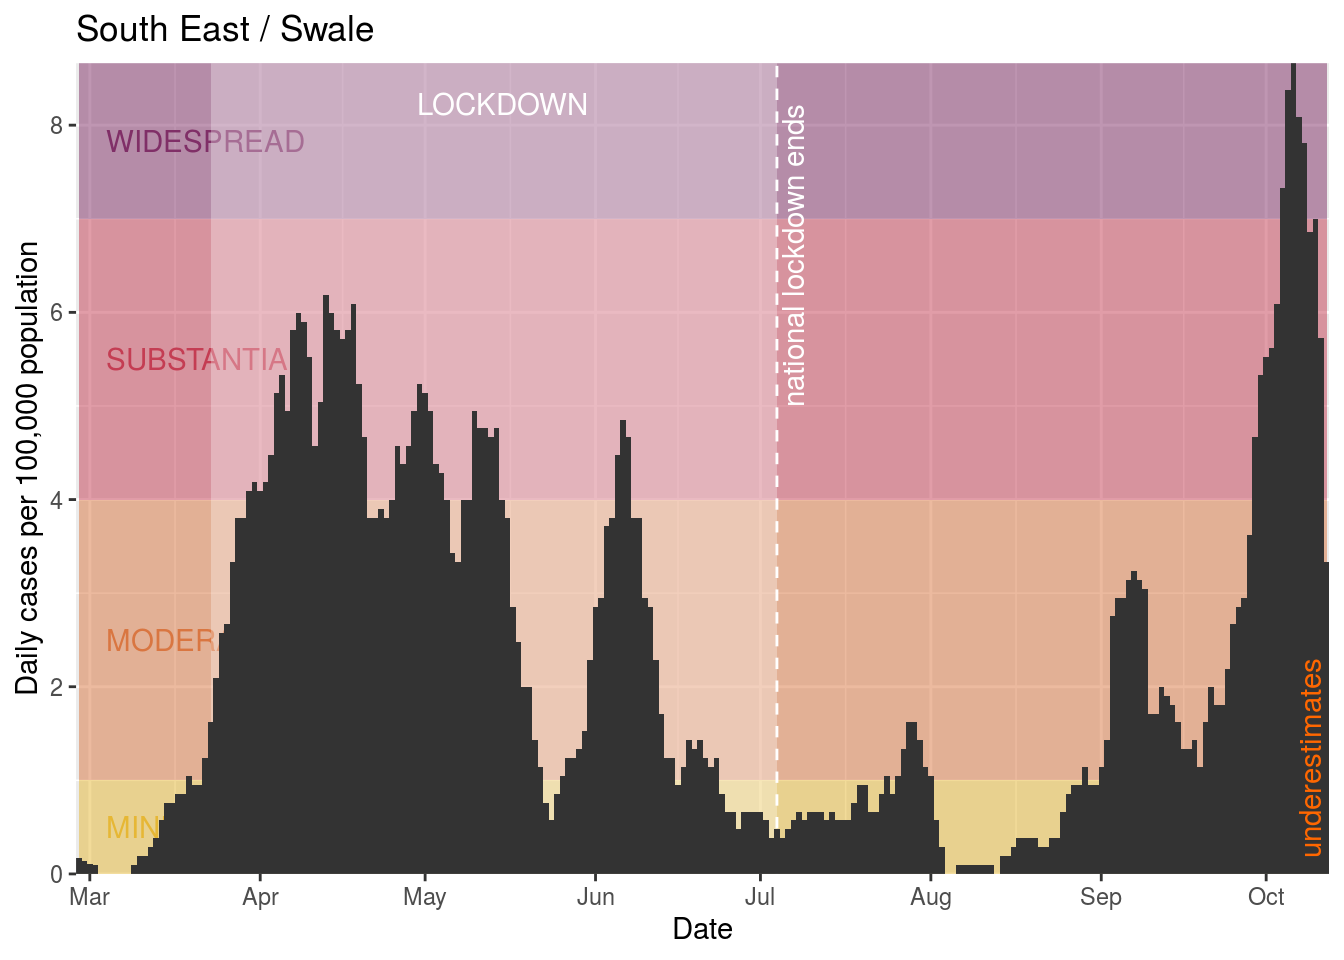 South East / Swale
LOCKDOWN
WIDESPREAD
national lockdown ends
SUBSTANTIA
MODERA
MIN
underestimates
Daily cases per 100,000 population
8
6
4
2
0
Mar Apr May Jun Jul Aug Sep Oct
Date